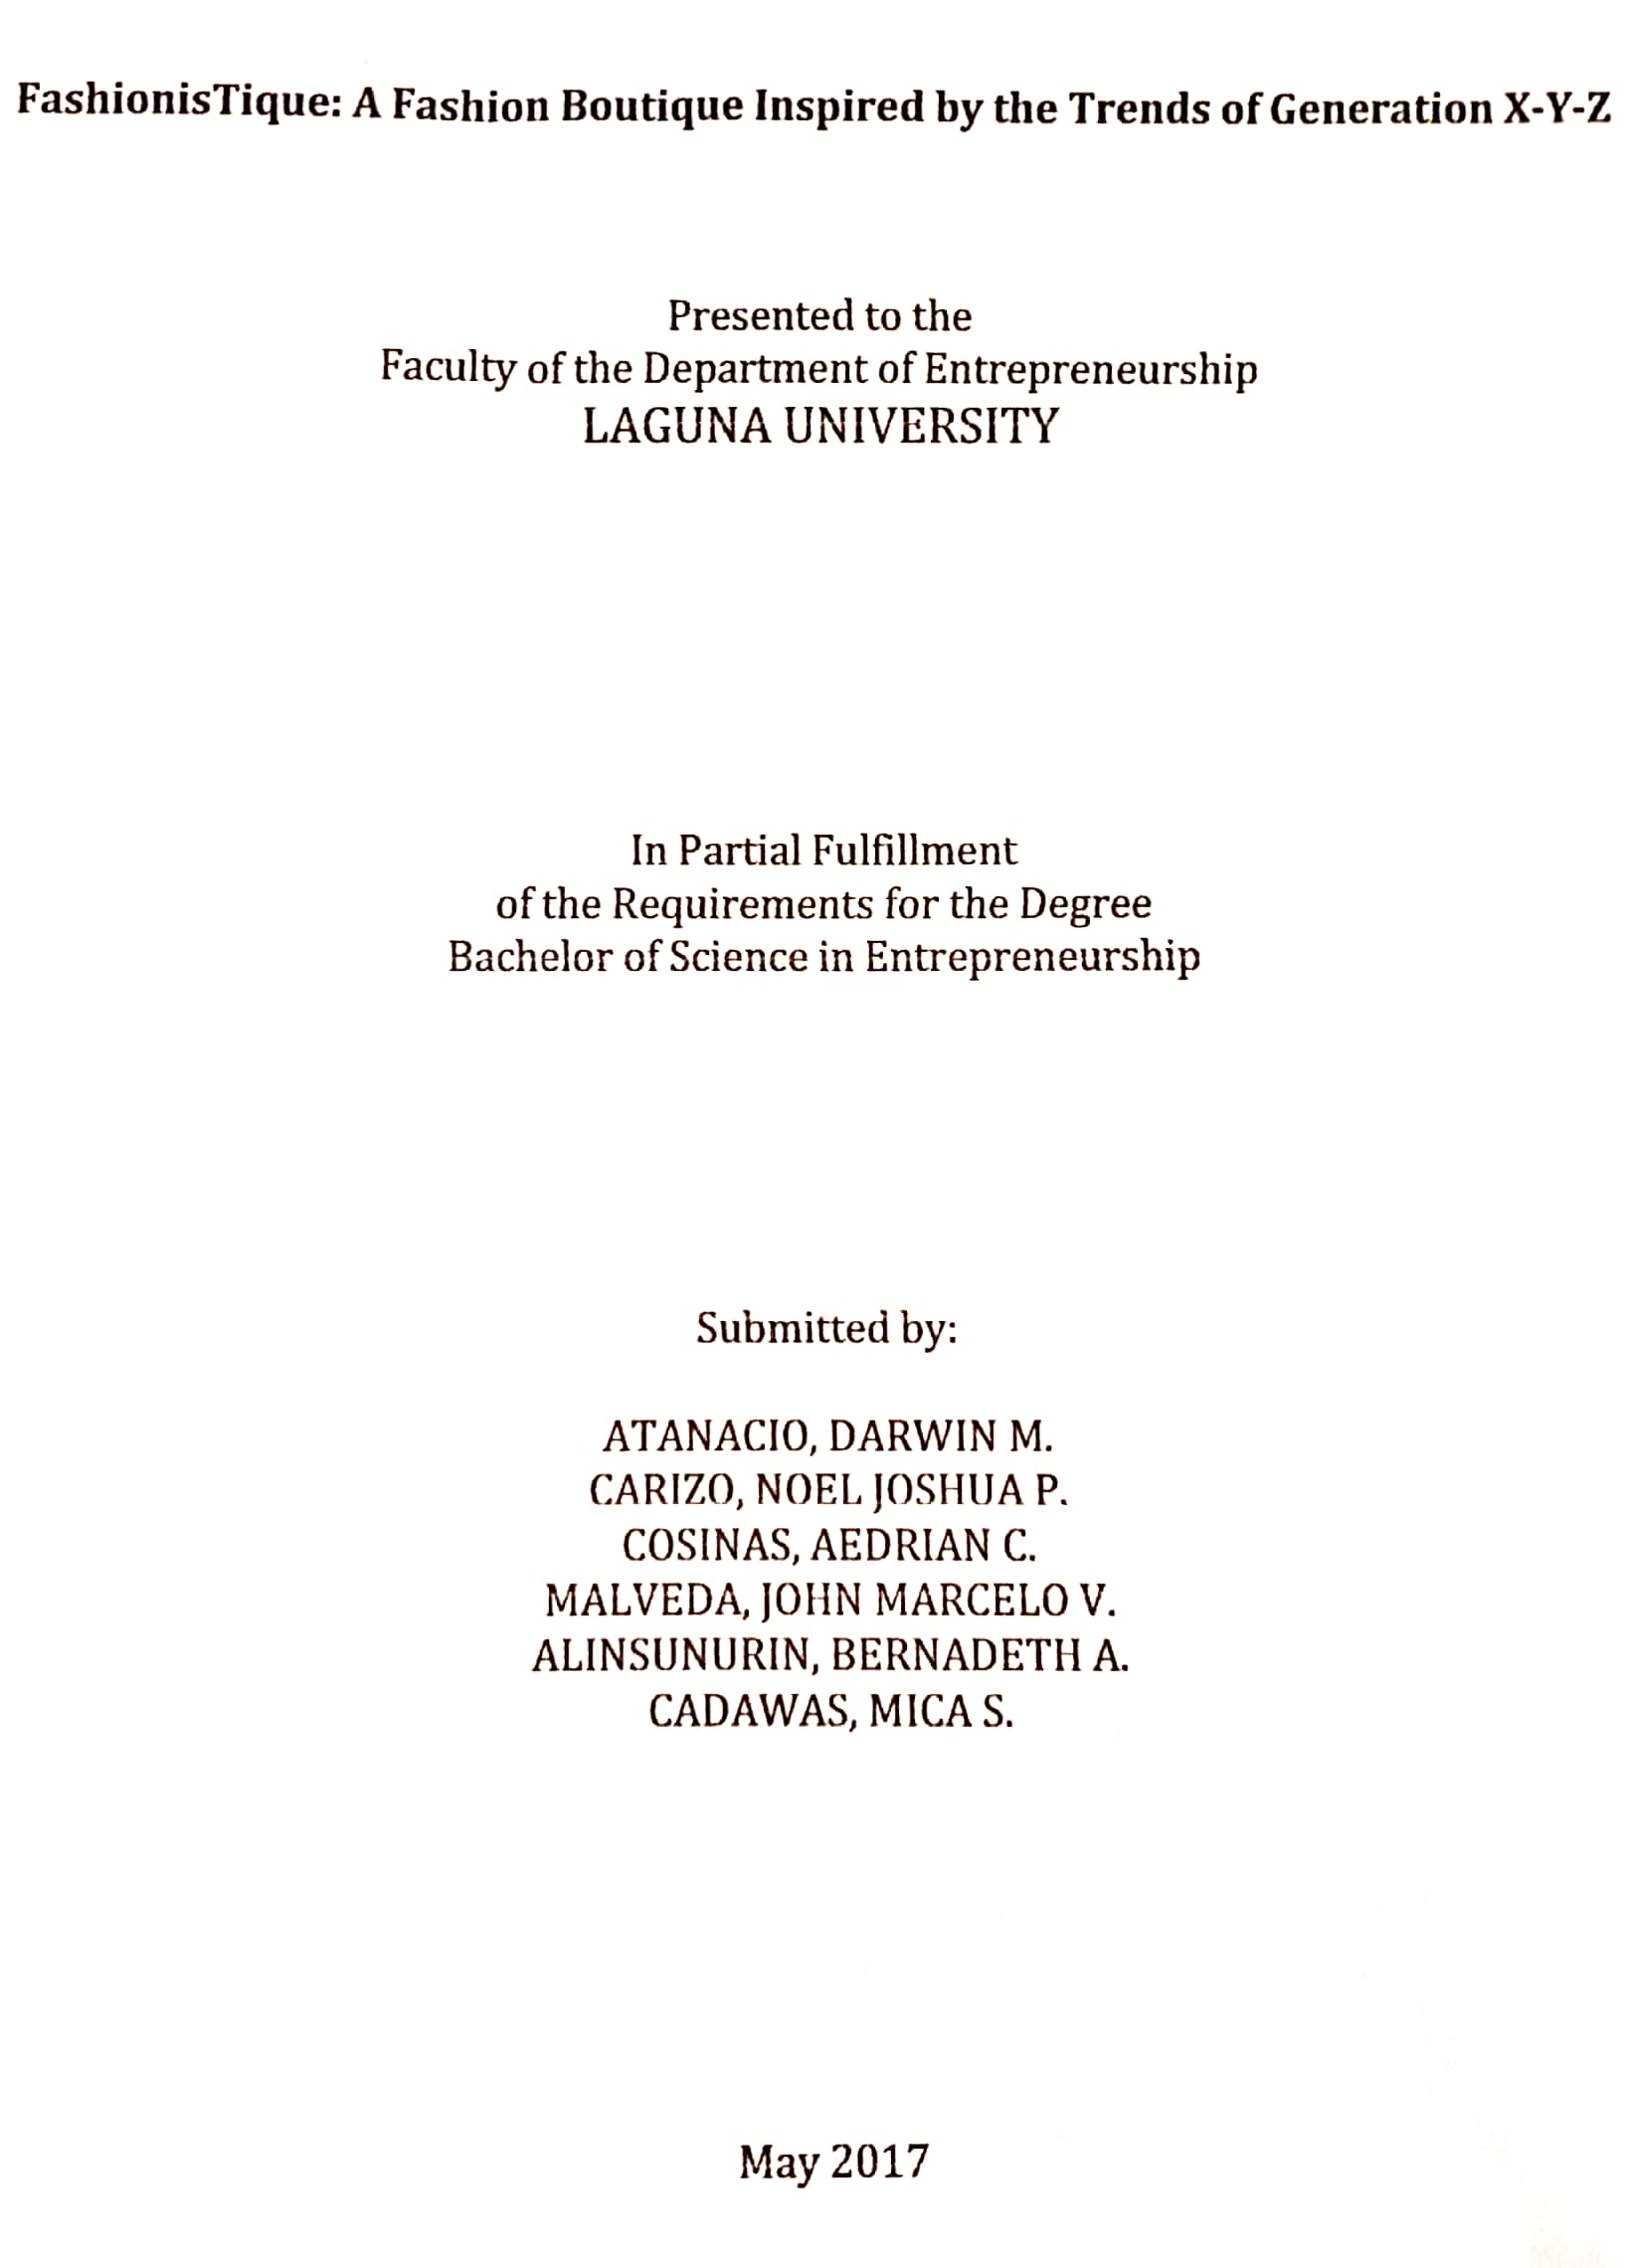 FashionisTique: A Fashion Boutique Inspired by the Trends of Generation X-Y-Z
Presented to the
Faculty of the Department of Entrepreneurship
LAGUNA UNIVERSITY
In Partial Fulfillment
of the Requirements for the Degree
Bachelor of Science in Entrepreneurship
Submitted by:
ATANACIO, DARWIN M.
CARIZO, NOEL JOSHUA P.
COSINAS, AEDRIAN C.
MALVEDA, JOHN MARCELO V.
ALINSUNURIN, BERNADETH A.
CADAWAS, MICA S.
May 2017